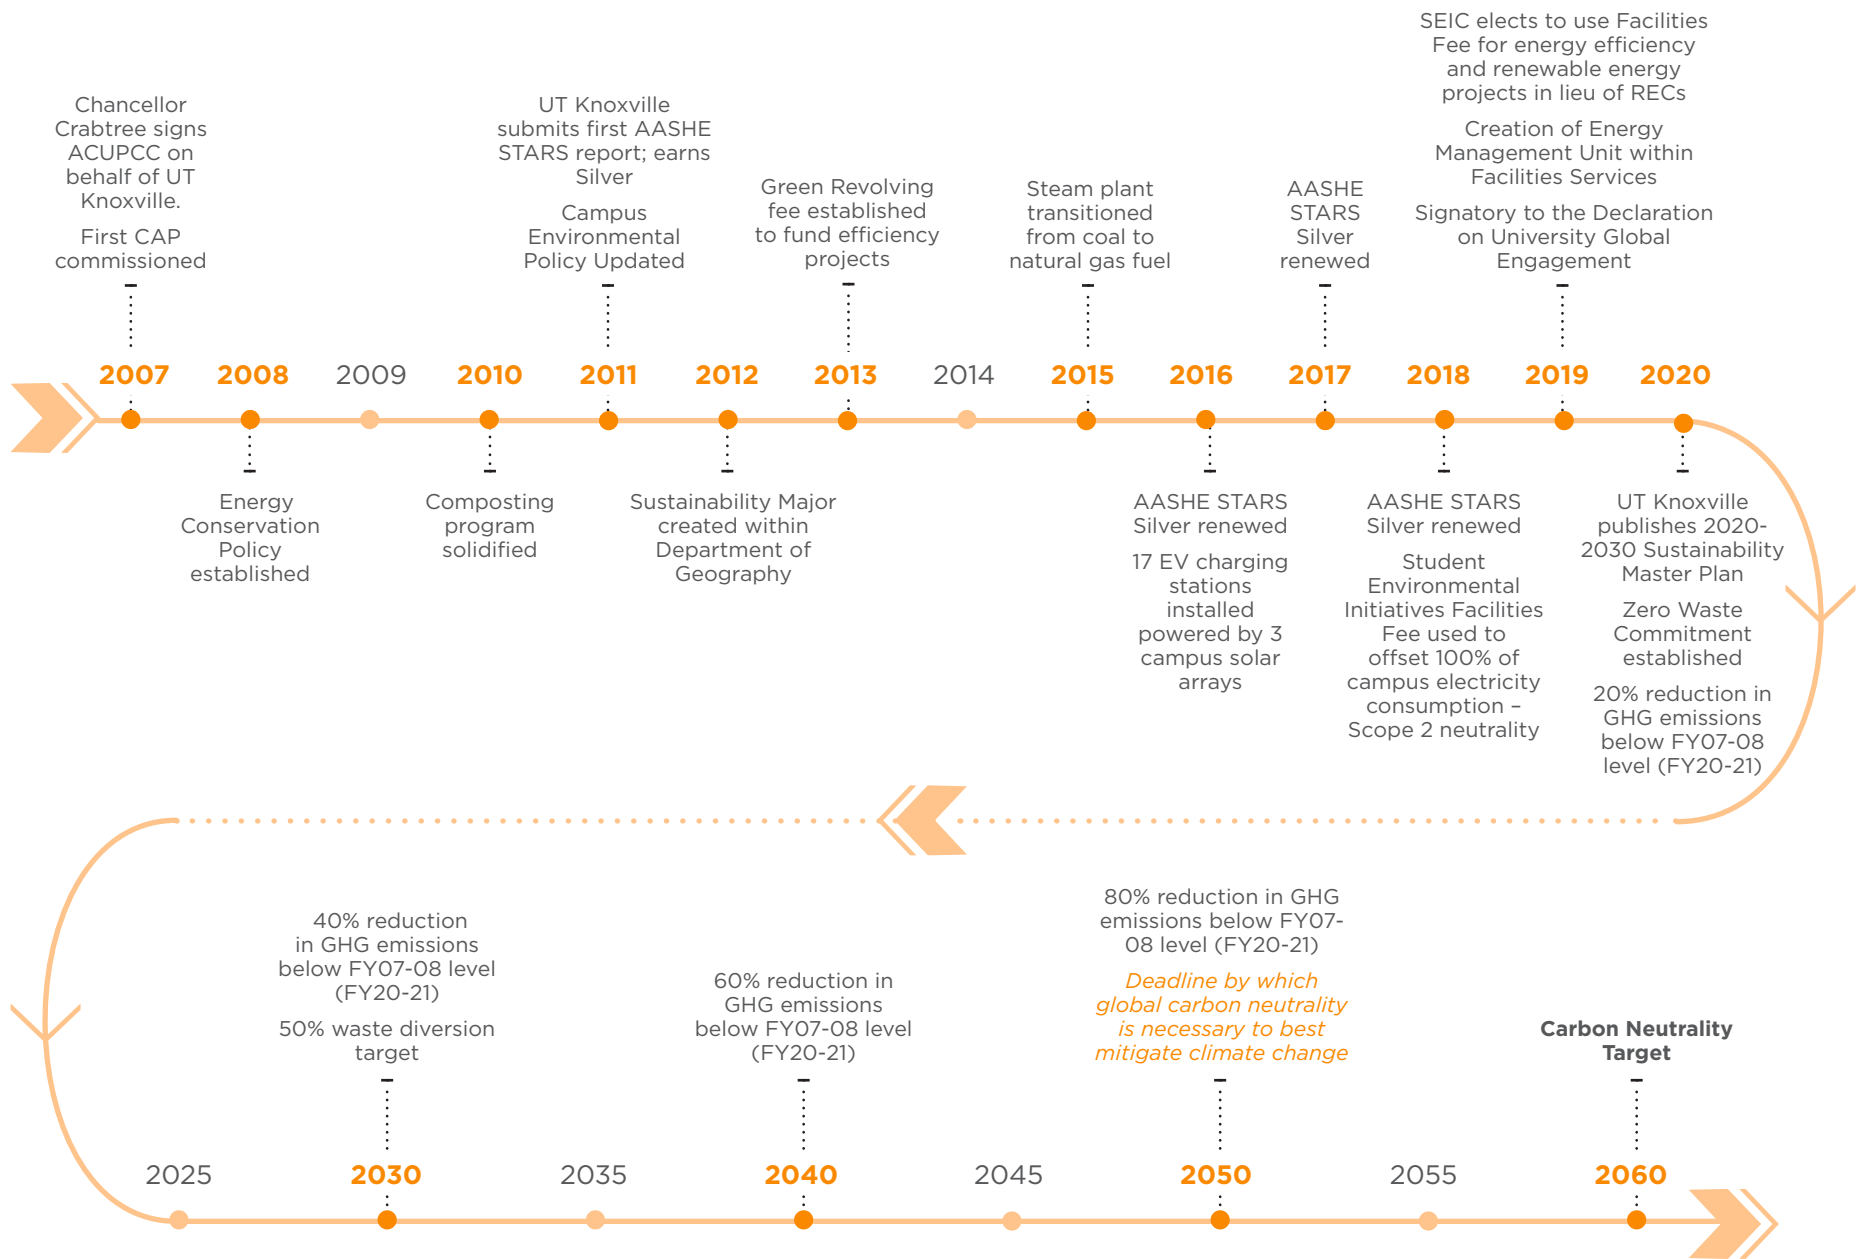 Chancellor
Crabtree signs
ACUPCC on
behalf of UT
Knoxville.
First CAP
commissioned
UT Knoxville
submits first AASHE
STARS report; earns
Silver
Campus
Environmental
Policy Updated
Green Revolving
fee established
to fund efficiency
projects
Steam plant
transitioned
from coal to
natural gas fuel
AASHE
STARS
Silver
renewed
SEIC elects to use Facilities
Fee for energy efficiency
and renewable energy
projects in lieu of RECs
Creation of Energy
Management Unit within
Facilities Services
Signatory to the Declaration
on University Global
Engagement
2007 2008 2009 2010 2011 2012 2013 2014 2015 2016 2017 2018 2019 2020
Energy
Conservation
Policy
established
Composting
program
solidified
Sustainability Major
created within
Department of
Geography
AASHE STARS
Silver renewed
17 EV charging
stations
installed
powered by 3
campus solar
arrays
AASHE STARS
Silver renewed
Student
Environmental
Initiatives Facilities
Fee used to
offset 100% of
campus electricity
consumption –
Scope 2 neutrality
UT Knoxville
publishes 2020-
2030 Sustainability
Master Plan
Zero Waste
Commitment
established
20% reduction in
GHG emissions
below FY07-08
level (FY20-21)
40% reduction
in GHG emissions
below FY07-08 level
(FY20-21)
50% waste diversion
target
60% reduction in
GHG emissions
below FY07-08 level
(FY20-21)
80% reduction in GHG
emissions below FY07-
08 level (FY20-21)
Deadline by which
global carbon neutrality
is necessary to best
mitigate climate change
Carbon Neutrality
Target
2025 2030 2035 2040 2045 2050 2055 2060